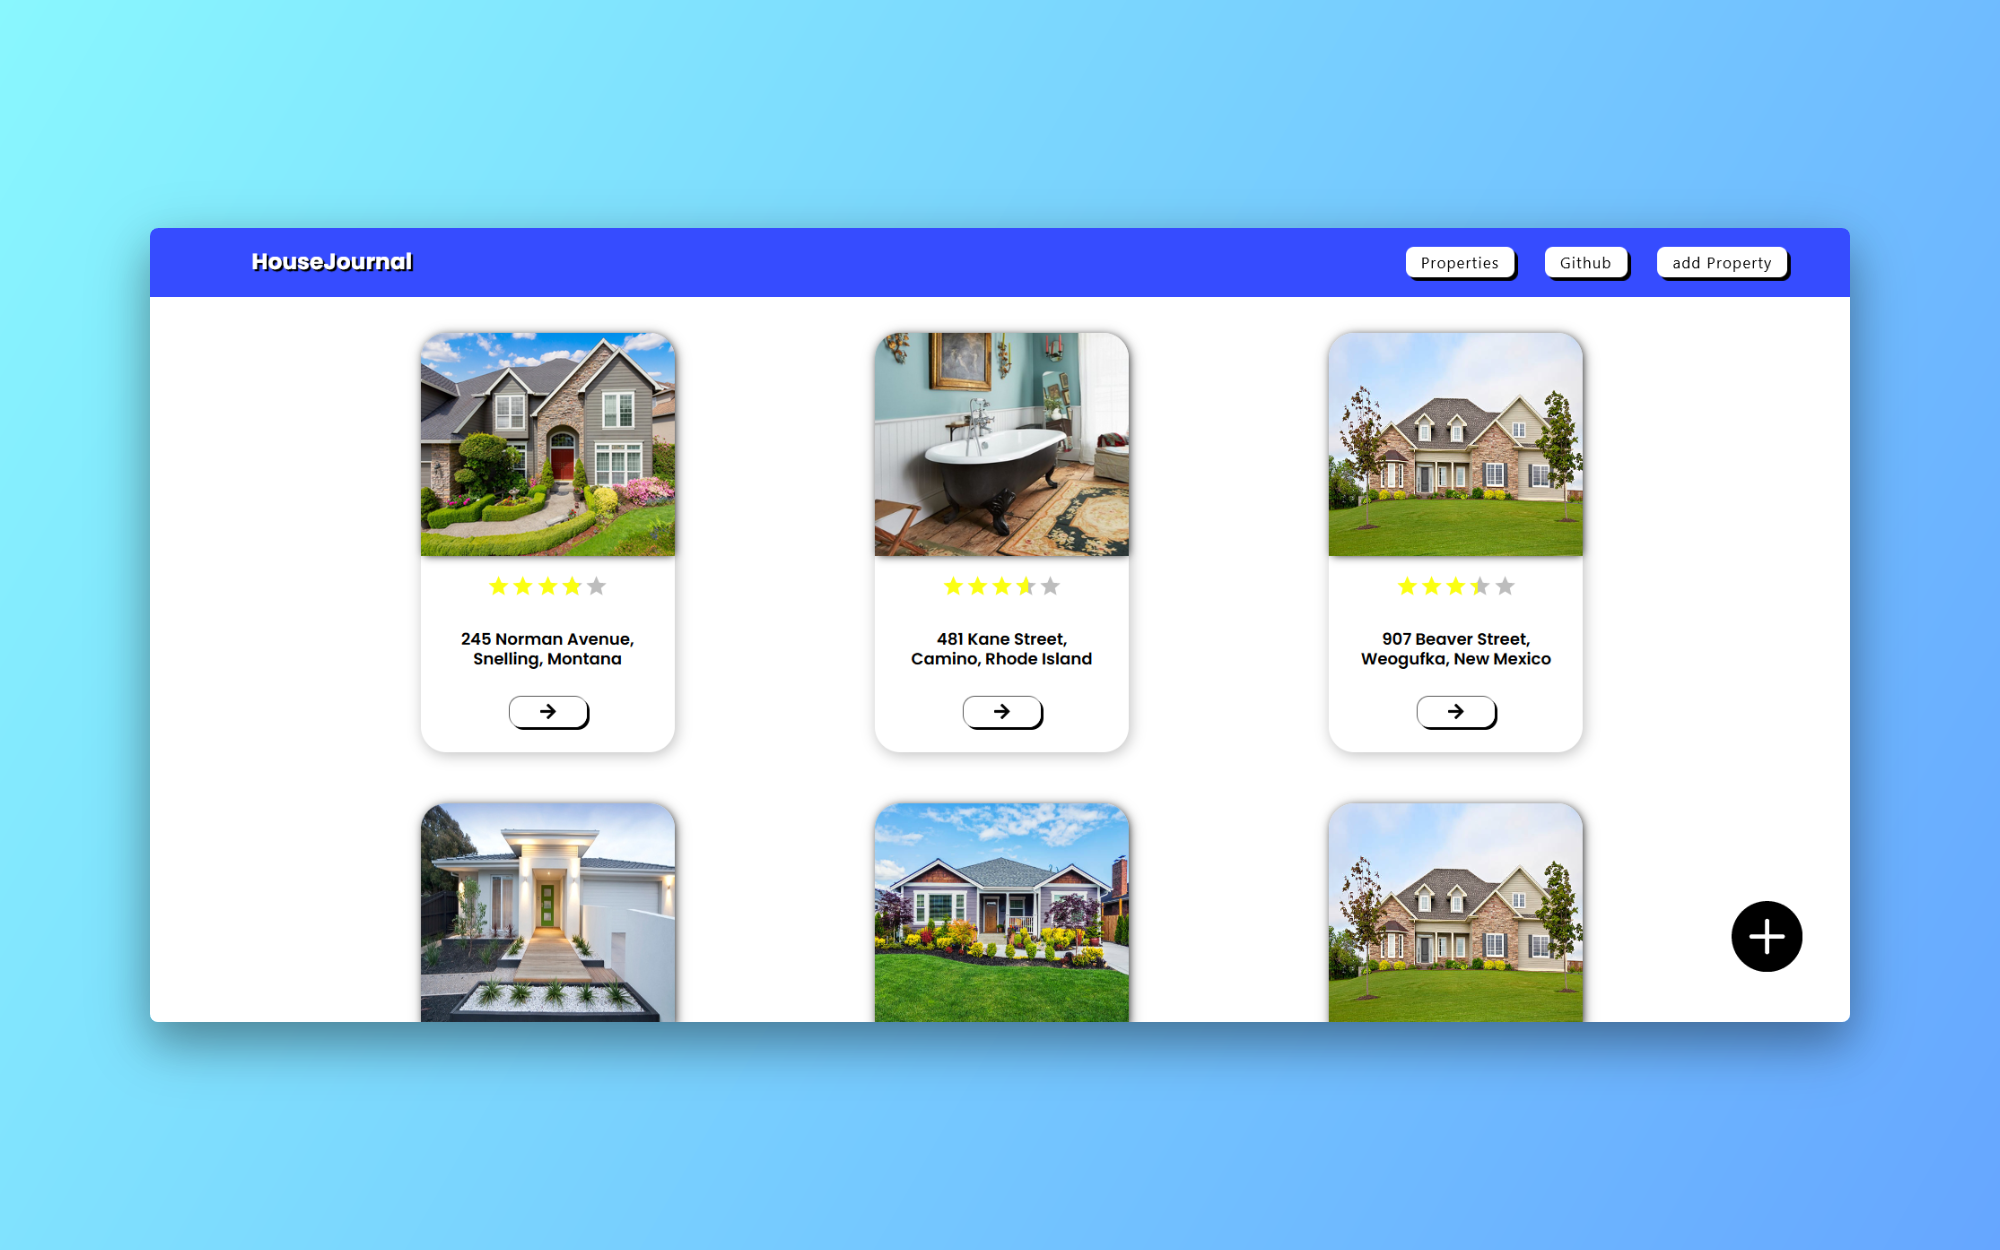 HouseJournal
Properties
Github
add Property
245 Norman Avenue,
Snelling, Montana
481 Kane Street,
Camino, Rhode Island
907 Beaver Street,
Weogufka, New Mexico